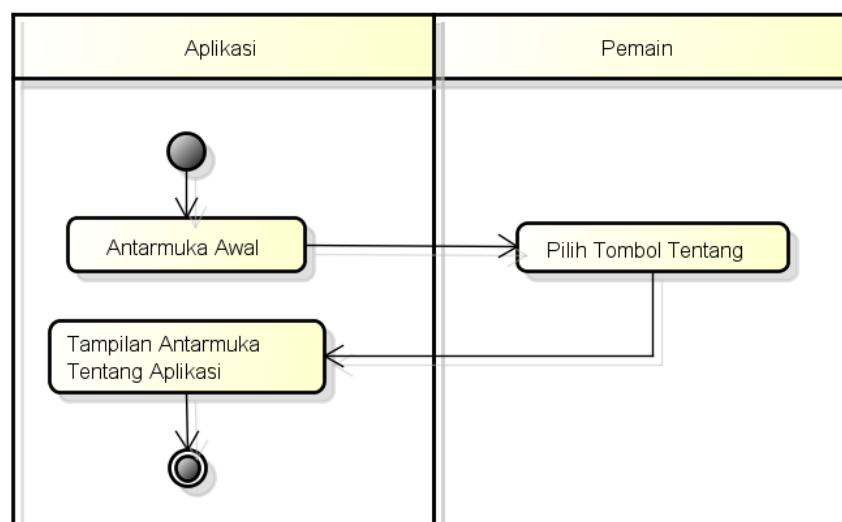 Aplikasi
Pemain
Antarmuka Awal
Pilih Tombol Tentang
Tampilan Antarmuka
Tentang Aplikasi